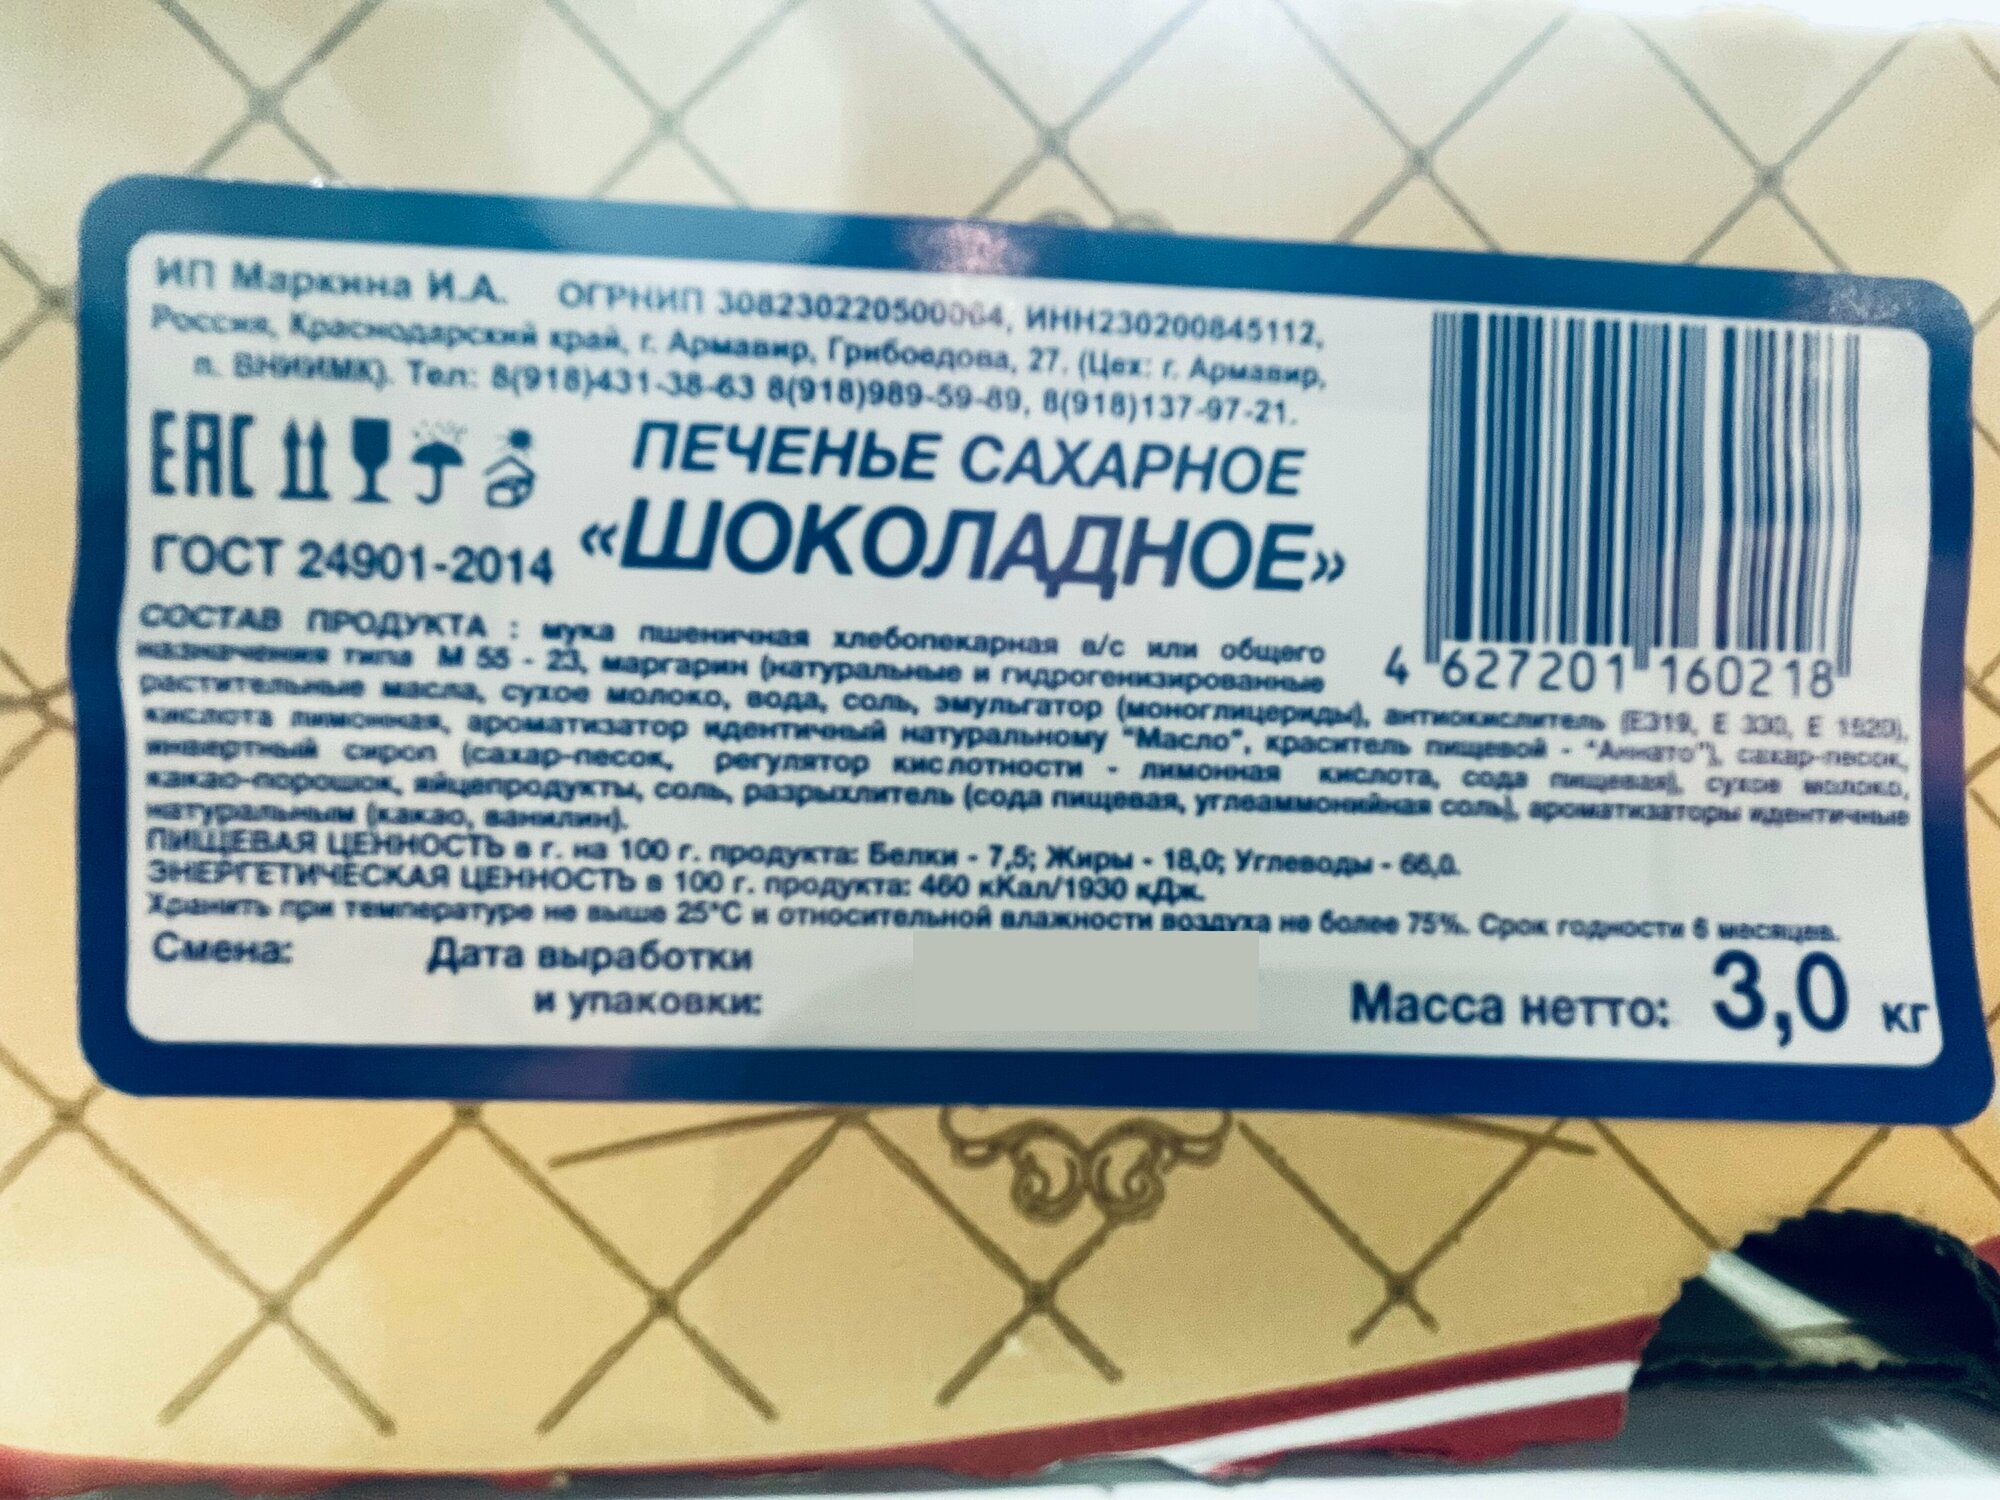 ИП Маркина И.А. ОГРНИП 308230220500064, ИНН230200845112,
Россия, Краснодарский край, г. Армавир, Грибоедова, 27. (Цех: г. Армавир,
п. ВНИИМК). Тел: 8(918)431-38-63 8(918)989-59-89, 8(918)137-97-21.
EAC
ПЕЧЕНЬЕ САХАРНОЕ
ГОСТ 24901-2014
«ШОКОЛАДНОЕ»
4 627201 160218
СОСТАВ ПРОДУКТА : мука пшеничная хлебопекарная в/с или общего
назначения типа М 55 - 23, маргарин (натуральные и гидрогенизированные
растительные масла, сухое молоко, вода, соль, эмульгатор (моноглицериды), антиокислитель (Е319, Е 330, Е 1520),
кислота лимонная, ароматизатор идентичный натуральному "Масло", краситель пищевой - "Аннато"), сахар-песок,
инвертный сироп (сахар-песок, регулятор кислотности - лимонная кислота, сода пищевая), сухое молоко,
какао-порошок, яйцепродукты, соль, разрыхлитель (сода пищевая, углеаммонийная соль), ароматизаторы идентичные
натуральным (какао, ванилин).
ПИЩЕВАЯ ЦЕННОСТЬ в г. на 100 г. продукта: Белки - 7,5; Жиры - 18,0; Углеводы - 66,0.
ЭНЕРГЕТИЧЕСКАЯ ЦЕННОСТЬ в 100 г. продукта: 460 кКал/1930 кДж.
Хранить при температуре не выше 25°С и относительной влажности воздуха не более 75%. Срок годности 6 месяцев.
Смена: Дата выработки
и упаковки:
Масса нетто: 3,0 кг